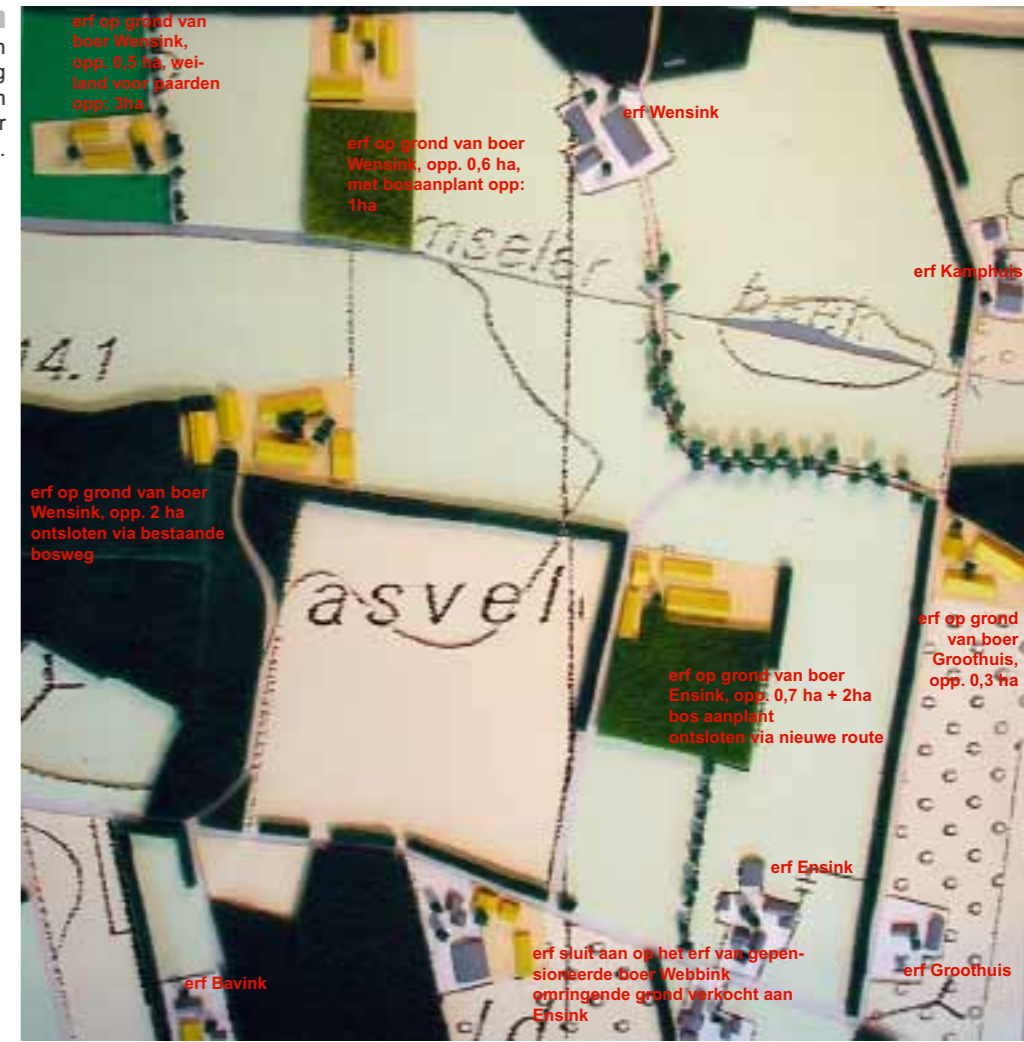 erf op grond van
boer Wensink,
opp. 0,5 ha, wei-
land voor paarden
opp: 3ha
erf op grond van boer
Wensink, opp. 0,6 ha,
met bosaanplant opp:
1ha
erf Wensink
erf Kamphuis
nseler
beek
14.1
erf op grond van boer
Wensink, opp. 2 ha
ontsloten via bestaande
bosweg
asvel
erf op grond
van boer
Groothuis,
opp. 0,3 ha
erf op grond van boer
Ensink, opp. 0,7 ha + 2ha
bos aanplant
ontsloten via nieuwe route
erf Ensink
erf sluit aan op het erf van gepen-
sioneerde boer Webbink
omringende grond verkocht aan
Ensink
erf Bavink
erf Groothuis